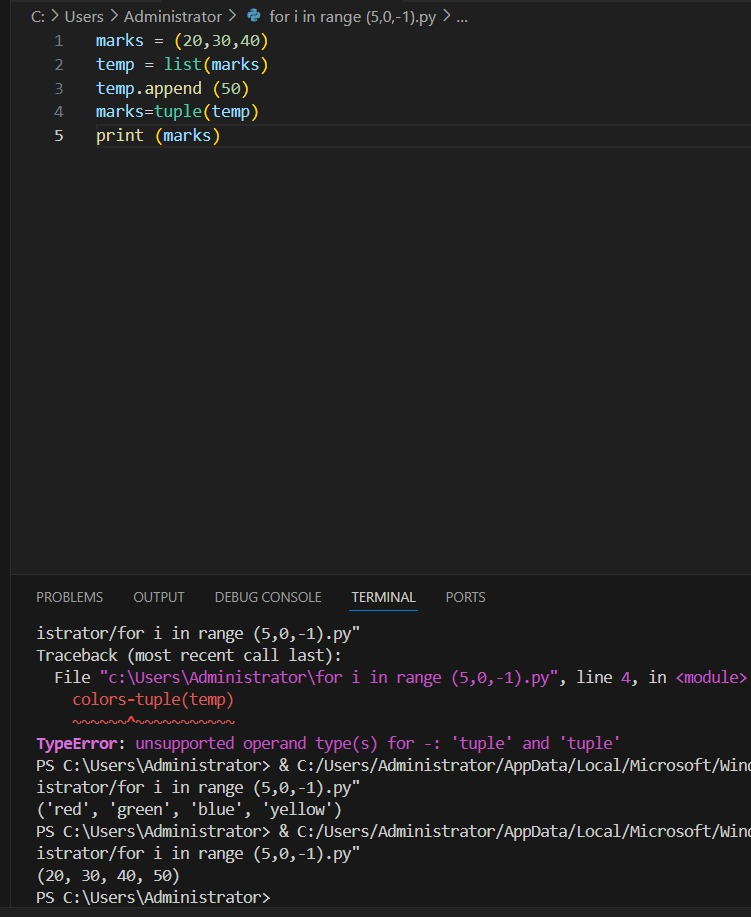 C: > Users > Administrator > for i in range (5,0,-1).py > ...
1 marks = (20,30,40)
2 temp = list(marks)
3 temp.append (50)
4 marks=tuple(temp)
5 print (marks)
PROBLEMS OUTPUT DEBUG CONSOLE TERMINAL PORTS
istrator/for i in range (5,0,-1).py"
Traceback (most recent call last):
  File "c:\Users\Administrator\for i in range (5,0,-1).py", line 4, in <module>
    colors-tuple(temp)
    ~~~~~~^~~~~~~~~~~~
TypeError: unsupported operand type(s) for -: 'tuple' and 'tuple'
PS C:\Users\Administrator> & C:/Users/Administrator/AppData/Local/Microsoft/Wind
istrator/for i in range (5,0,-1).py"
('red', 'green', 'blue', 'yellow')
PS C:\Users\Administrator> & C:/Users/Administrator/AppData/Local/Microsoft/Wind
istrator/for i in range (5,0,-1).py"
(20, 30, 40, 50)
PS C:\Users\Administrator>